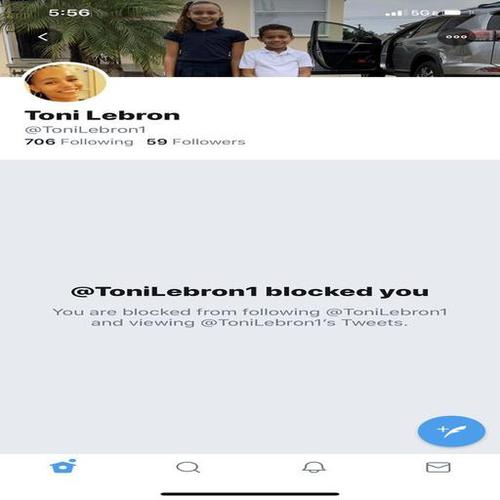 5:56
5G
Toni Lebron
@ToniLebron1
706 Following 59 Followers
@ToniLebron1 blocked you
You are blocked from following @ToniLebron1
and viewing @ToniLebron1's Tweets.